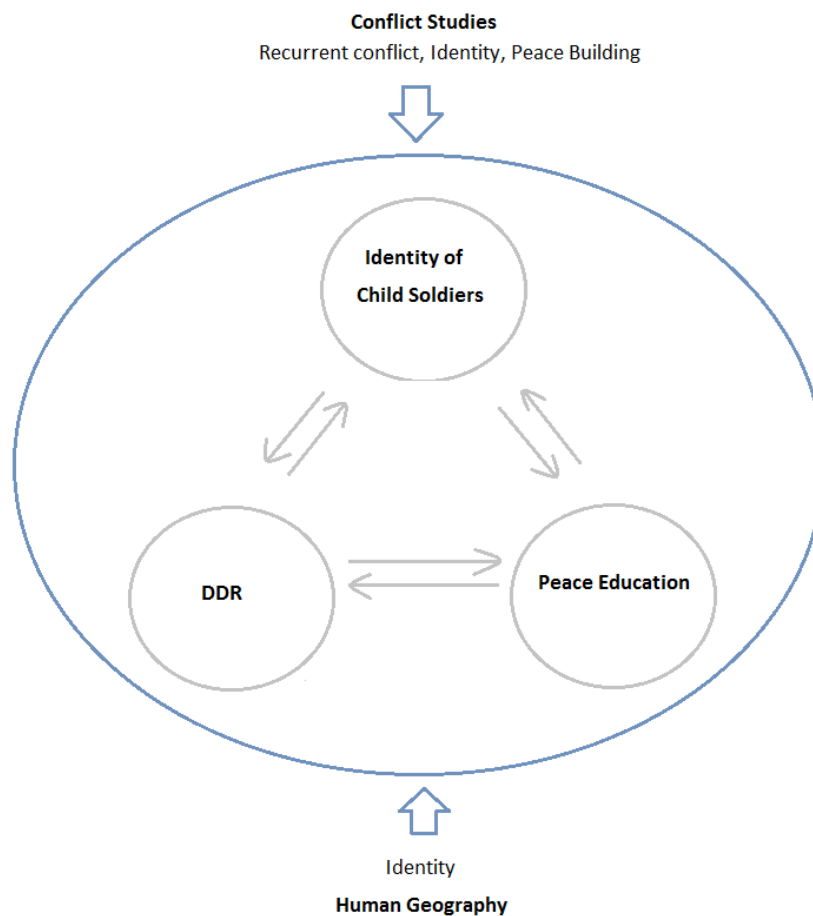 Conflict Studies
Recurrent conflict, Identity, Peace Building
Identity of
Child Soldiers
DDR
Peace Education
Identity
Human Geography